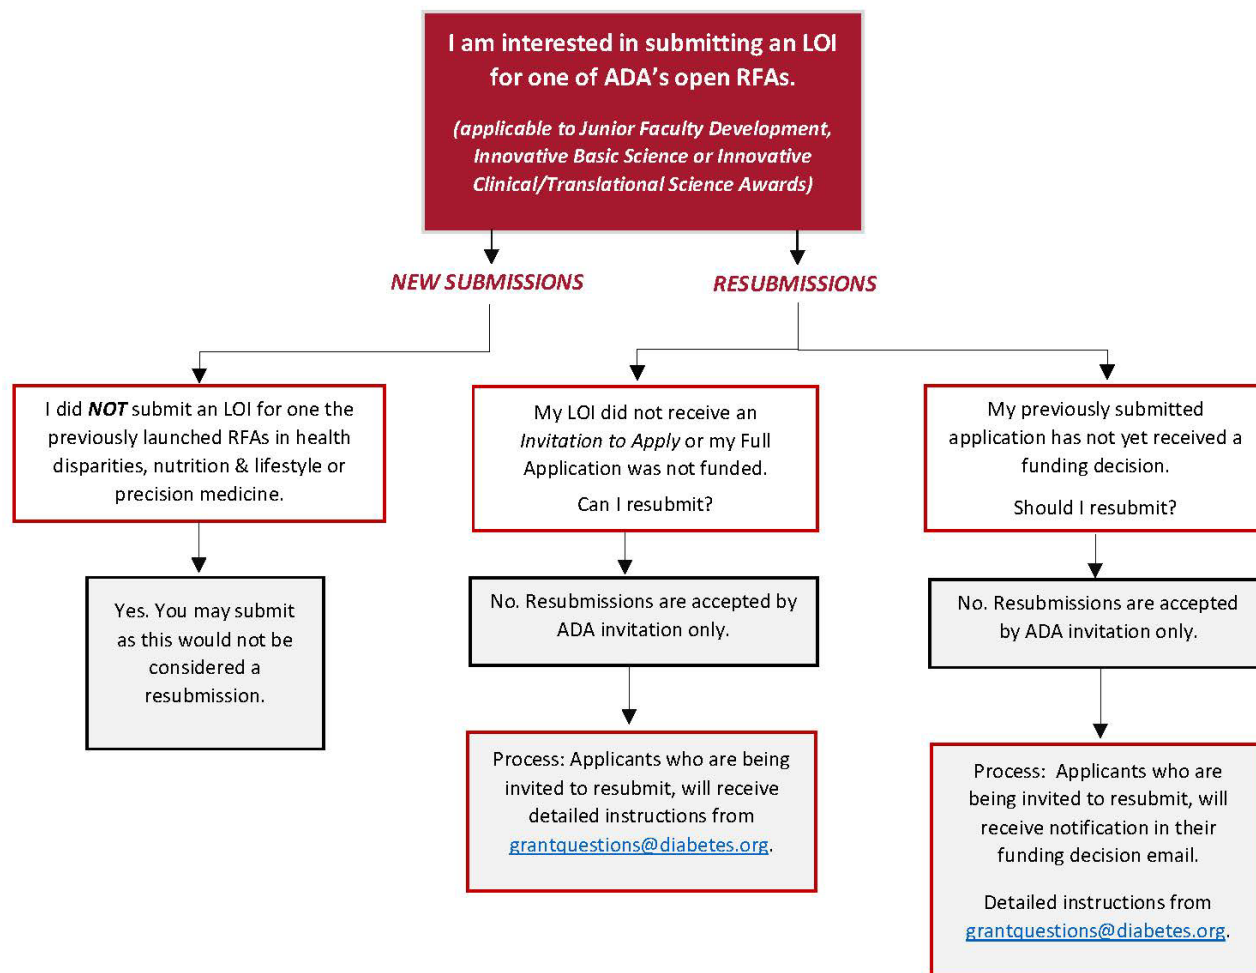 I am interested in submitting an LOI
for one of ADA’s open RFAs.
(applicable to Junior Faculty Development,
Innovative Basic Science or Innovative
Clinical/Translational Science Awards)
NEW SUBMISSIONS
RESUBMISSIONS
I did NOT submit an LOI for one the
previously launched RFAs in health
disparities, nutrition & lifestyle or
precision medicine.
Yes. You may submit
as this would not be
considered a
resubmission.
My LOI did not receive an
Invitation to Apply or my Full
Application was not funded.
Can I resubmit?
No. Resubmissions are accepted by
ADA invitation only.
Process: Applicants who are being
invited to resubmit, will receive
detailed instructions from
grantquestions@diabetes.org.
My previously submitted
application has not yet received a
funding decision.
Should I resubmit?
No. Resubmissions are accepted
by ADA invitation only.
Process:  Applicants who are
being invited to resubmit, will
receive notification in their
funding decision email.
Detailed instructions from
grantquestions@diabetes.org.